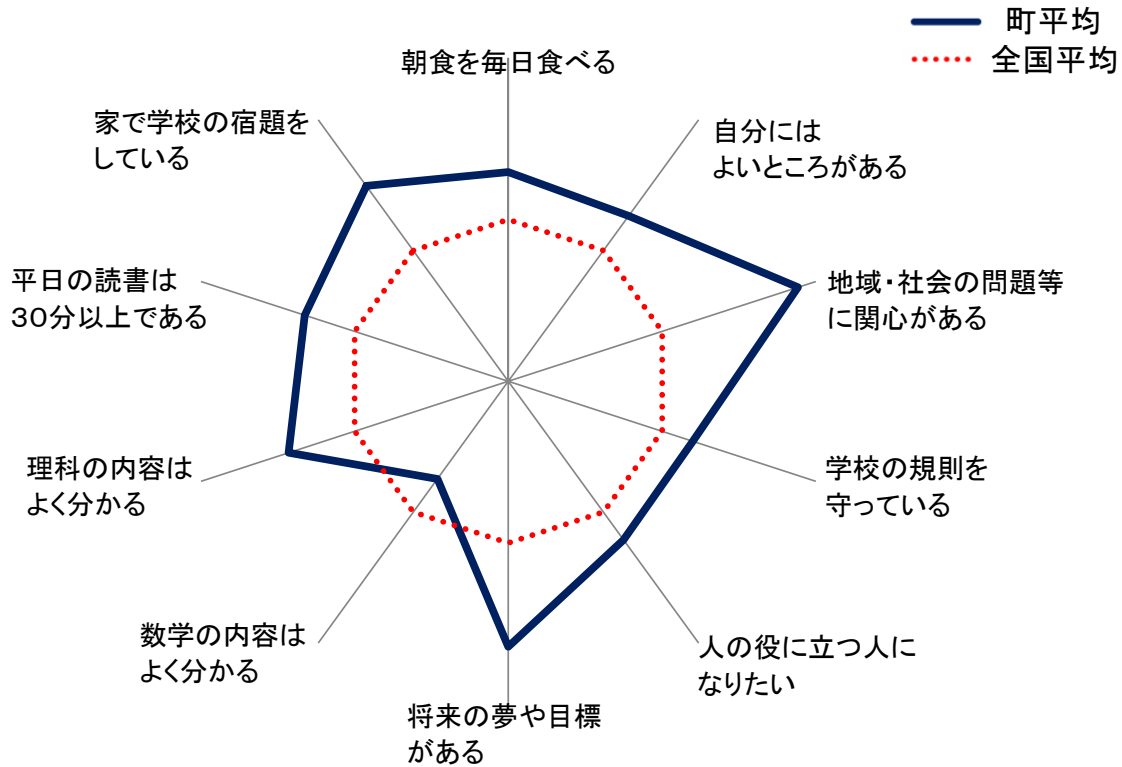 町平均
全国平均
朝食を毎日食べる
自分には
よいところがある
地域・社会の問題等
に関心がある
学校の規則を
守っている
人の役に立つ人に
なりたい
将来の夢や目標
がある
数学の内容は
よく分かる
理科の内容は
よく分かる
平日の読書は
30分以上である
家で学校の宿題を
している